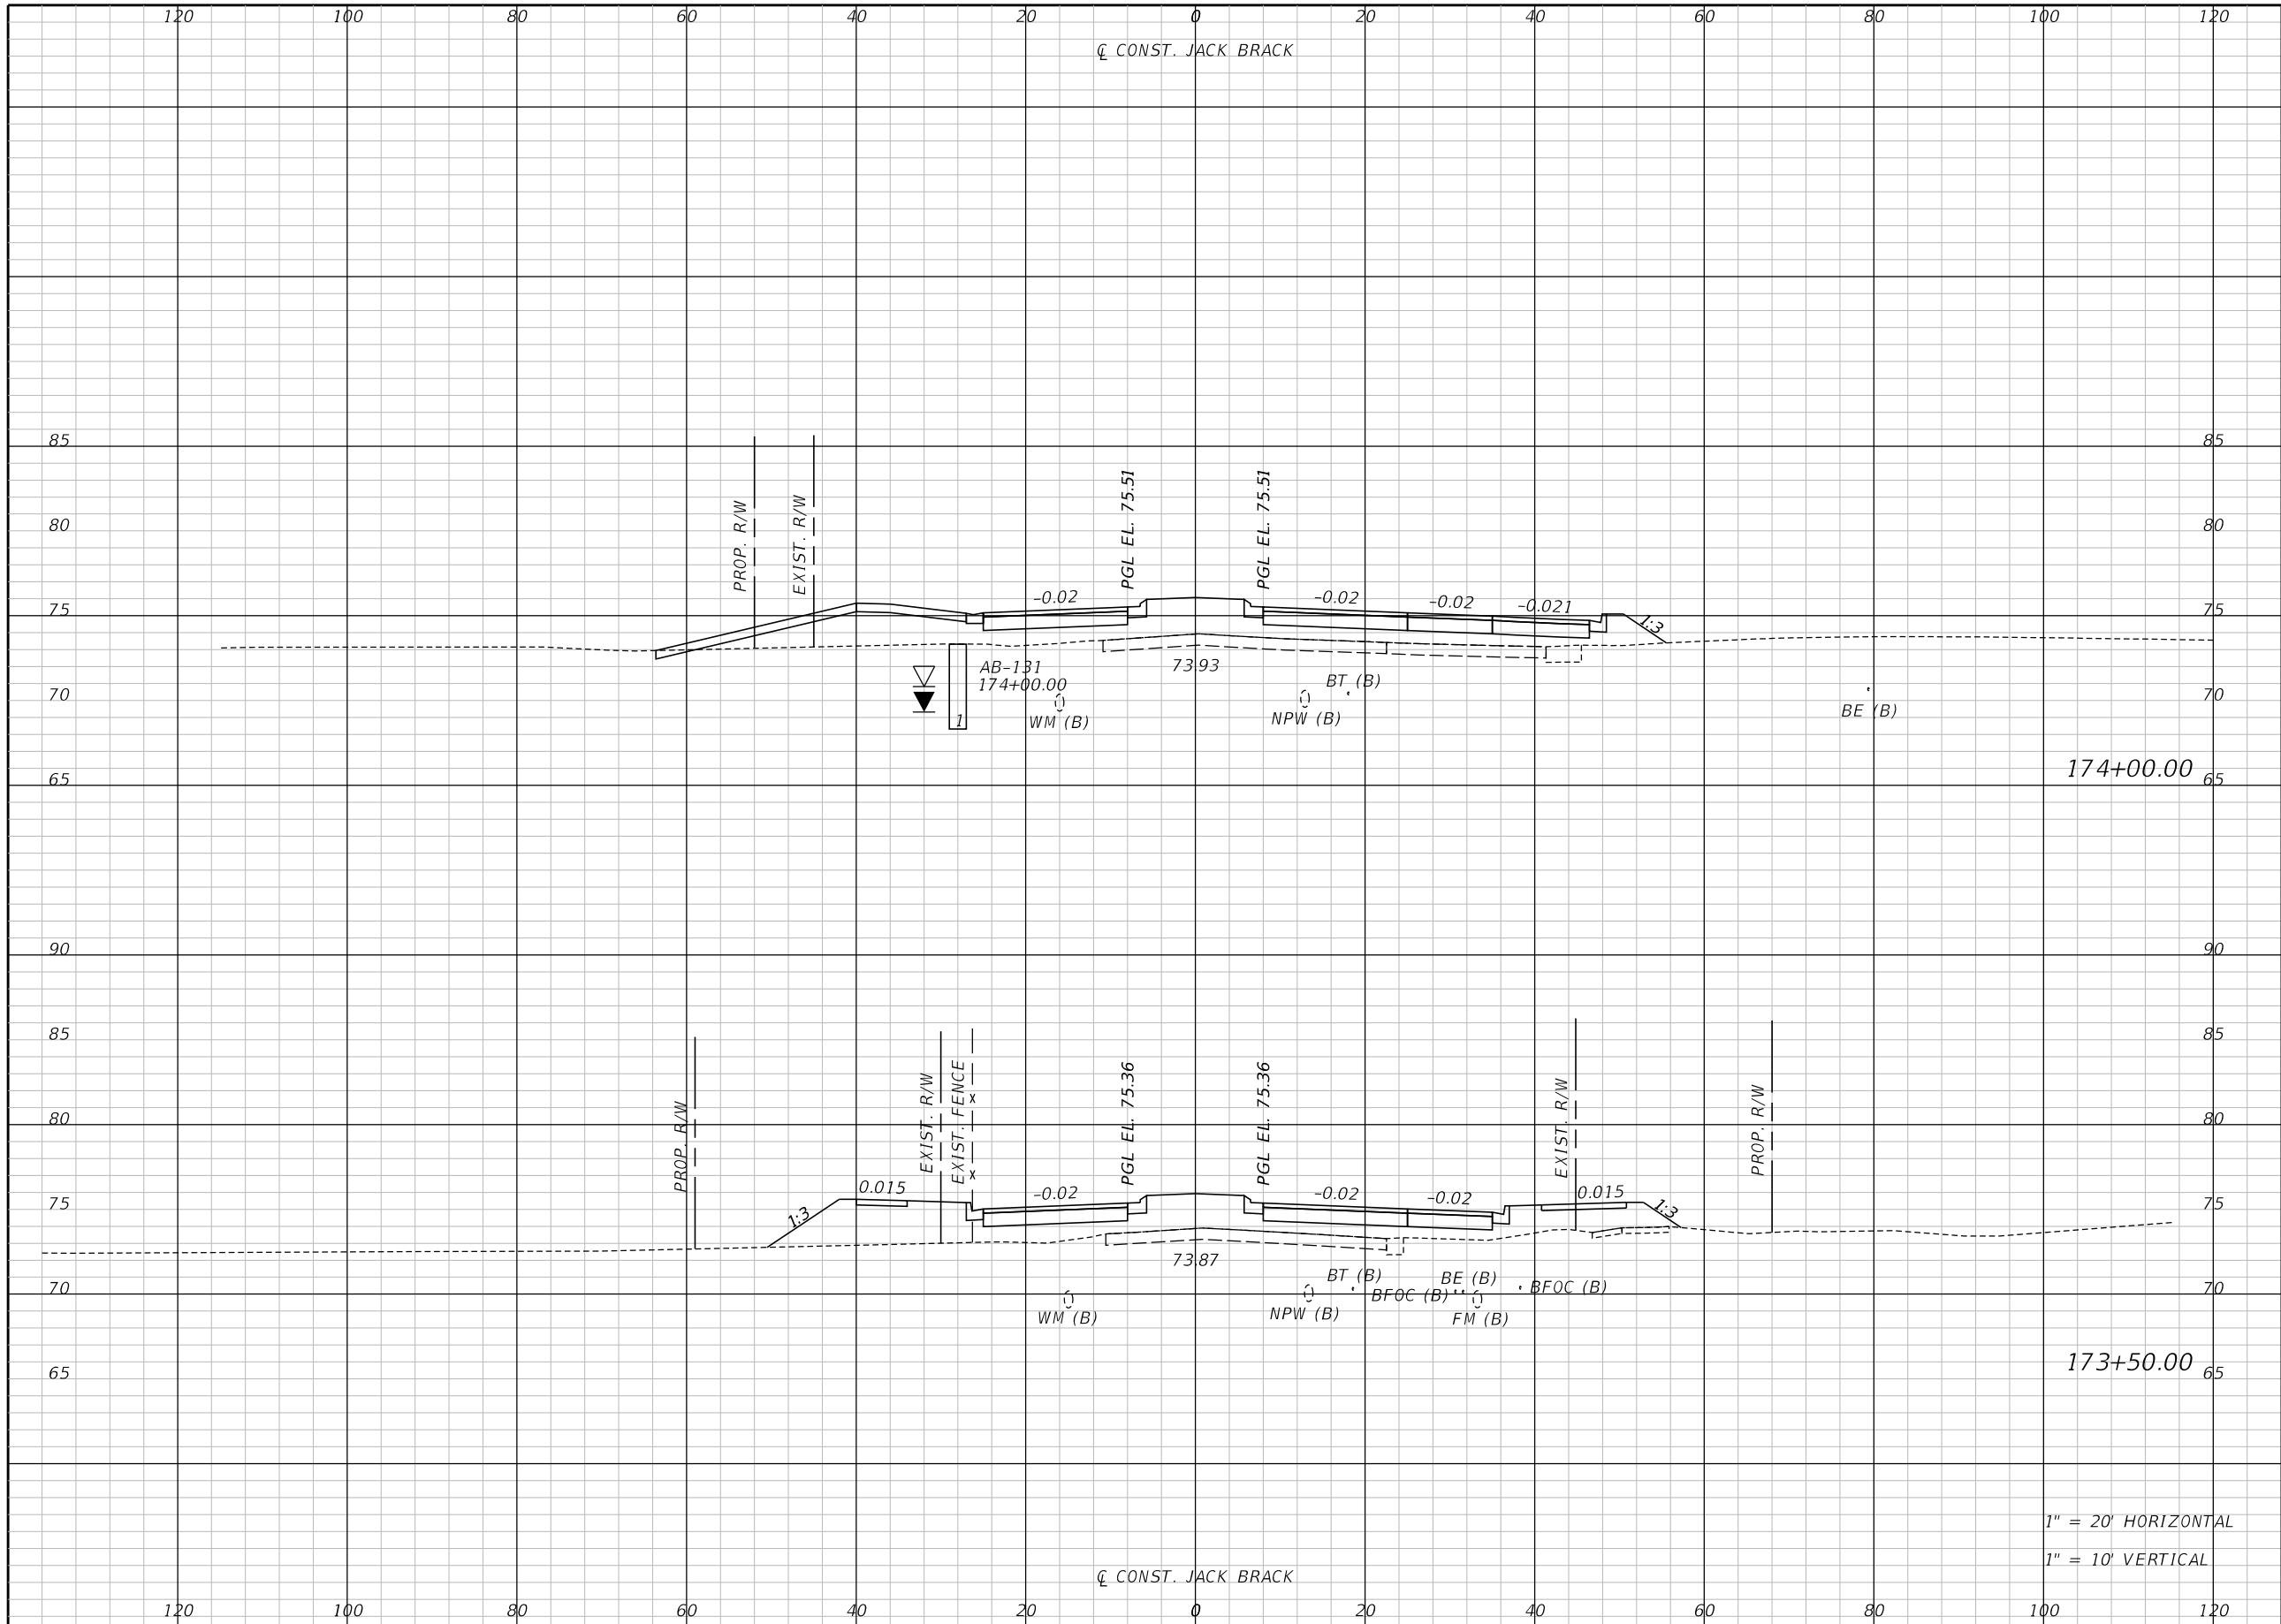 120 100 80 60 40 20 0 20 40 60 80 100 120
℄ CONST. JACK BRACK
85 85
PROP. R/W
EXIST. R/W
PGL EL. 75.51
PGL EL. 75.51
80 80
-0.02 -0.02 -0.02 -0.021
75 75
1:3
AB-131
174+00.00
73.93
BT (B)
70 70
1
WM (B)
NPW (B)
BE (B)
174+00.00
65 65
90 90
85 85
PROP. R/W
EXIST. R/W
EXIST. FENCE
X
X
PGL EL. 75.36
PGL EL. 75.36
EXIST. R/W
PROP. R/W
80 80
0.015 -0.02 -0.02 -0.02 0.015
75 75
1:3 1:3
73.87
BT (B) BE (B)
70 70
BFOC (B) BFOC (B)
WM (B) NPW (B) FM (B)
173+50.00
65 65
1" = 20' HORIZONTAL
1" = 10' VERTICAL
℄ CONST. JACK BRACK
120 100 80 60 40 20 0 20 40 60 80 100 120